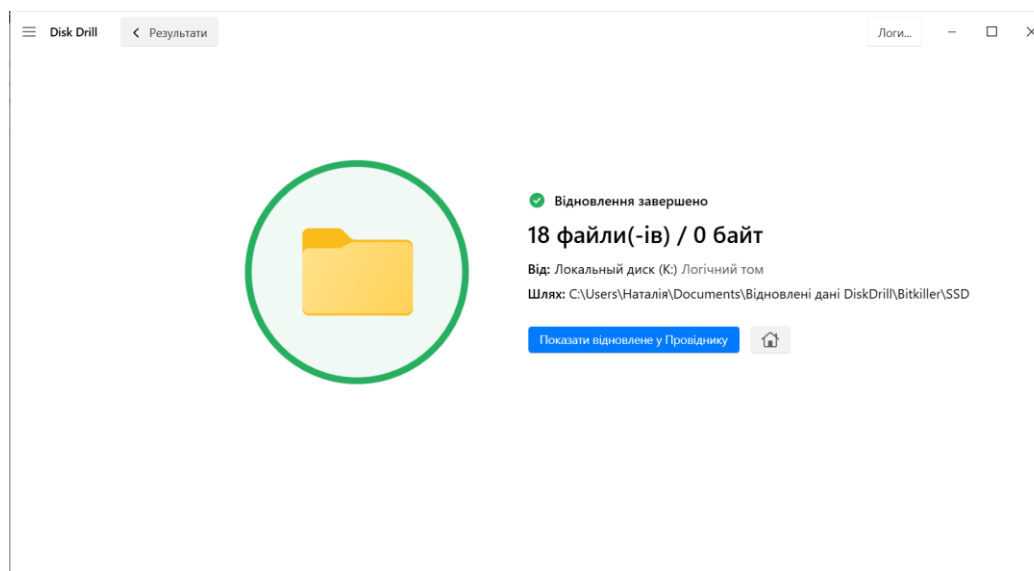 Disk Drill
Результати
Логи...
Відновлення завершено
18 файли(-ів) / 0 байт
Від: Локальный диск (K:) Логічний том
Шлях: C:\Users\Наталія\Documents\Відновлені дані DiskDrill\Bitkiller\SSD
Показати відновлене у Провіднику